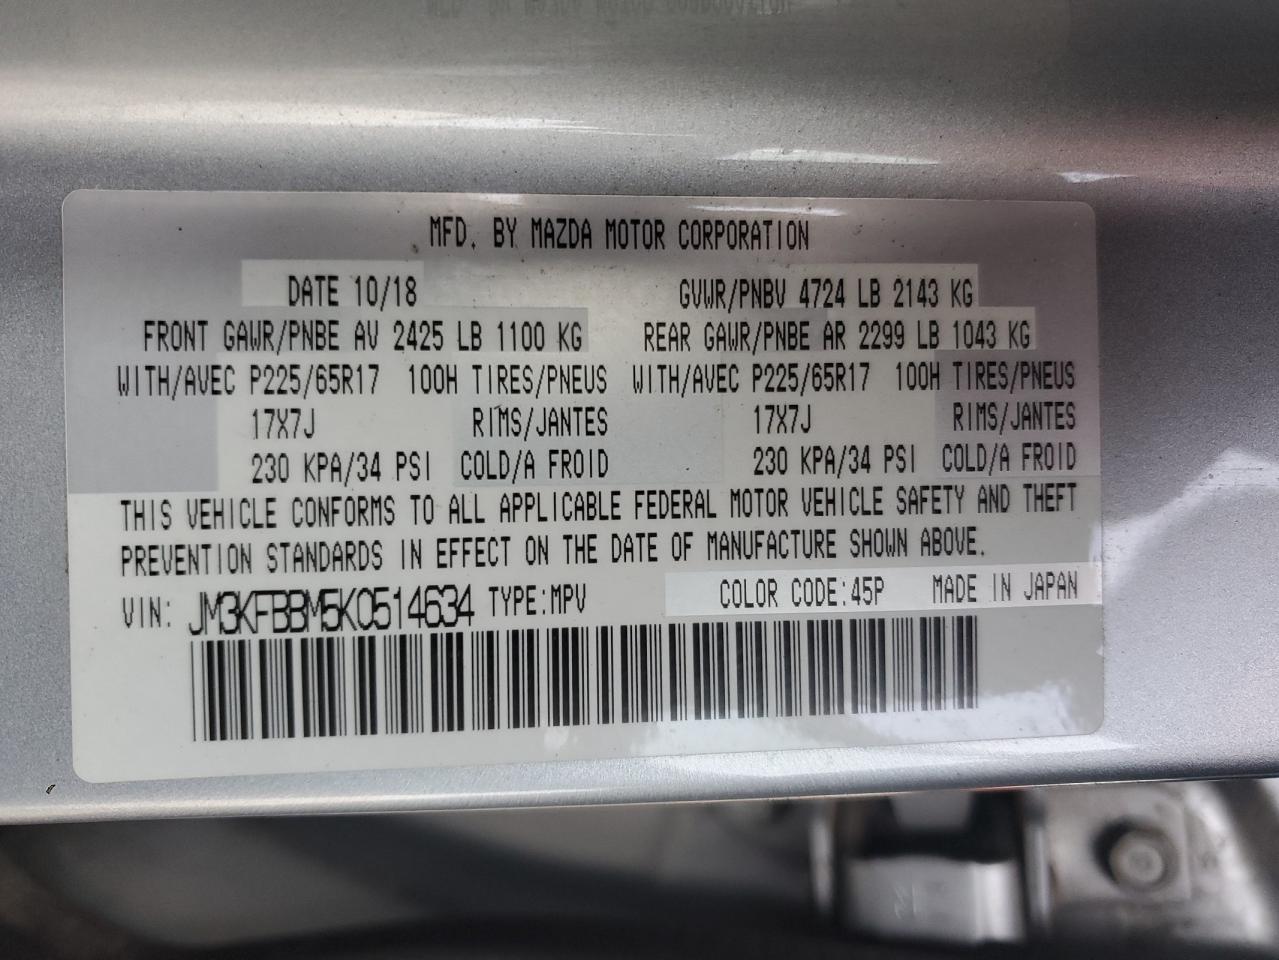 MFD. BY MAZDA MOTOR CORPORATION
DATE 10/18 GVWR/PNBV 4724 LB 2143 KG
FRONT GAWR/PNBE AV 2425 LB 1100 KG REAR GAWR/PNBE AR 2299 LB 1043 KG
WITH/AVEC P225/65R17 100H TIRES/PNEUS WITH/AVEC P225/65R17 100H TIRES/PNEUS
17X7J RIMS/JANTES 17X7J RIMS/JANTES
230 KPA/34 PSI COLD/A FROID 230 KPA/34 PSI COLD/A FROID
THIS VEHICLE CONFORMS TO ALL APPLICABLE FEDERAL MOTOR VEHICLE SAFETY AND THEFT
PREVENTION STANDARDS IN EFFECT ON THE DATE OF MANUFACTURE SHOWN ABOVE.
VIN: JM3KFBBM5K0514634 TYPE:MPV COLOR CODE:45P MADE IN JAPAN